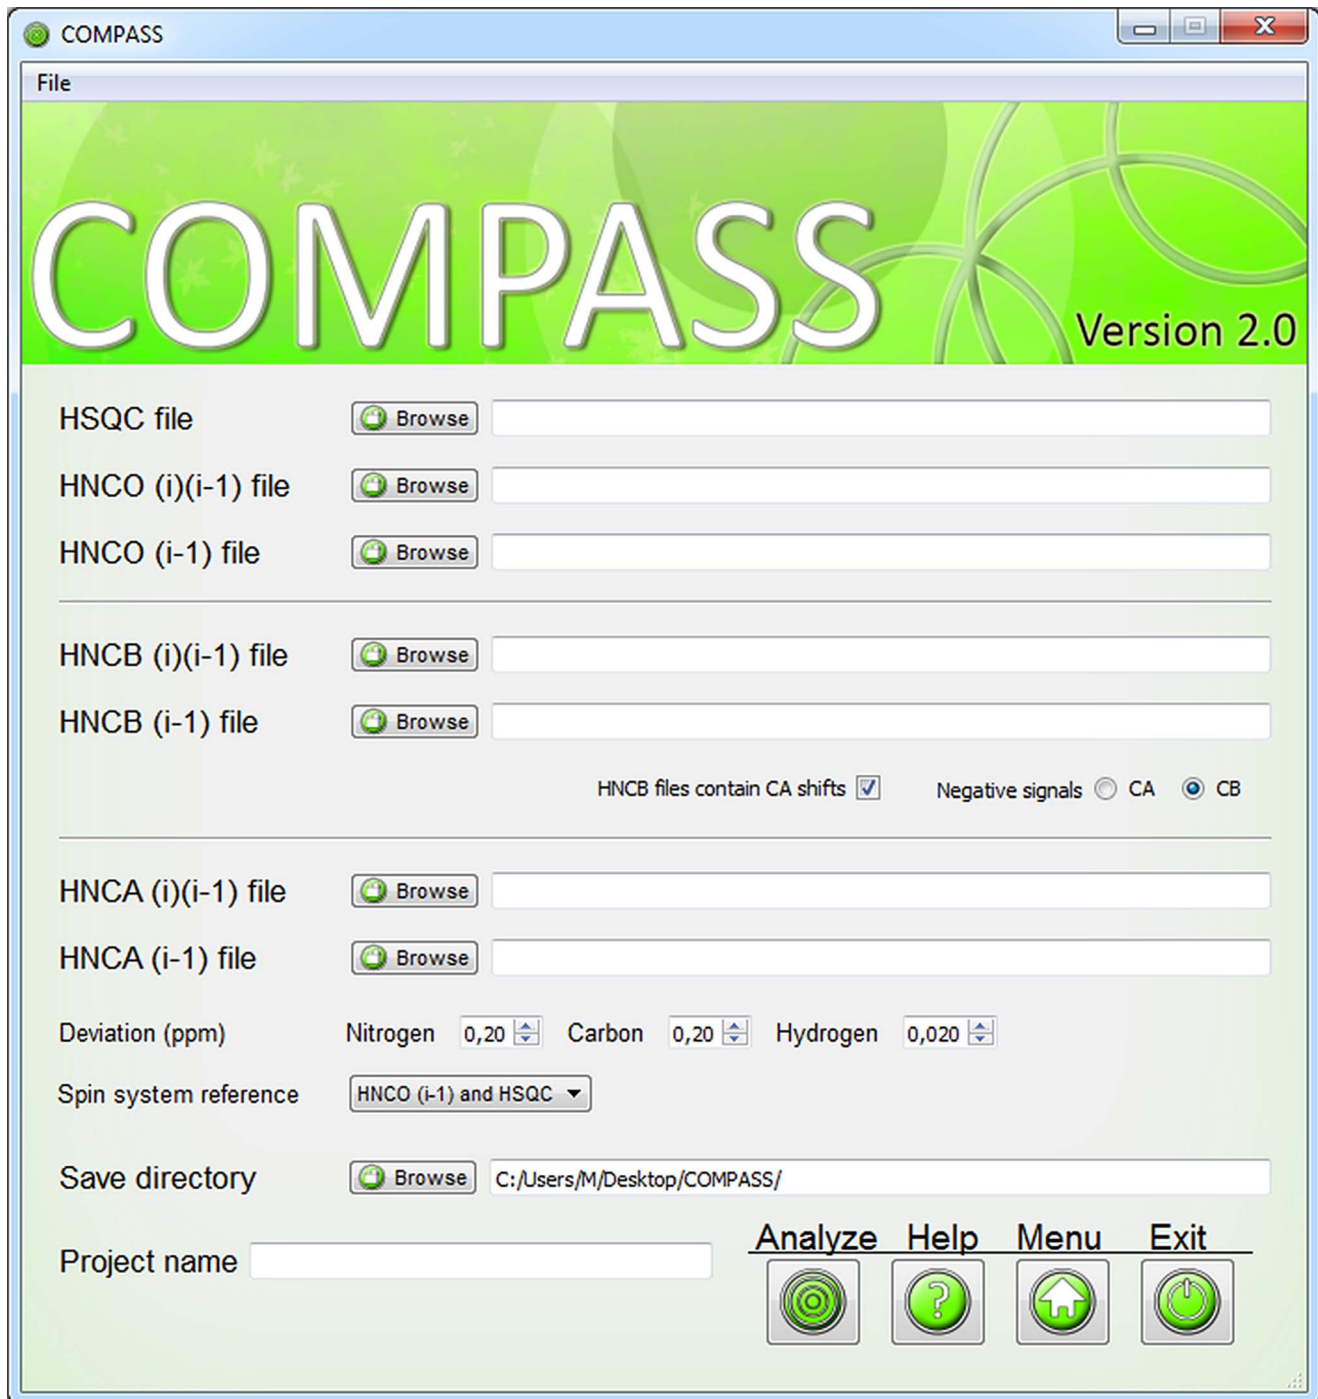 COMPASS
File
COMPASS
Version 2.0
HSQC file Browse
HNCO (i)(i-1) file Browse
HNCO (i-1) file Browse
HNCB (i)(i-1) file Browse
HNCB (i-1) file Browse
HNCB files contain CA shifts Negative signals CA CB
HNCA (i)(i-1) file Browse
HNCA (i-1) file Browse
Deviation (ppm) Nitrogen 0,20 Carbon 0,20 Hydrogen 0,020
Spin system reference HNCO (i-1) and HSQC
Save directory Browse C:/Users/M/Desktop/COMPASS/
Analyze Help Menu Exit
Project name
?